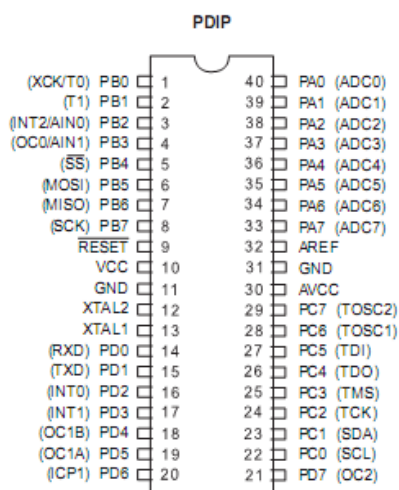 PDIP
(XCK/T0) PB0 1 40 PA0 (ADC0)
(T1) PB1 2 39 PA1 (ADC1)
(INT2/AIN0) PB2 3 38 PA2 (ADC2)
(OC0/AIN1) PB3 4 37 PA3 (ADC3)
(SS) PB4 5 36 PA4 (ADC4)
(MOSI) PB5 6 35 PA5 (ADC5)
(MISO) PB6 7 34 PA6 (ADC6)
(SCK) PB7 8 33 PA7 (ADC7)
RESET 9 32 AREF
VCC 10 31 GND
GND 11 30 AVCC
XTAL2 12 29 PC7 (TOSC2)
XTAL1 13 28 PC6 (TOSC1)
(RXD) PD0 14 27 PC5 (TDI)
(TXD) PD1 15 26 PC4 (TDO)
(INT0) PD2 16 25 PC3 (TMS)
(INT1) PD3 17 24 PC2 (TCK)
(OC1B) PD4 18 23 PC1 (SDA)
(OC1A) PD5 19 22 PC0 (SCL)
(ICP1) PD6 20 21 PD7 (OC2)